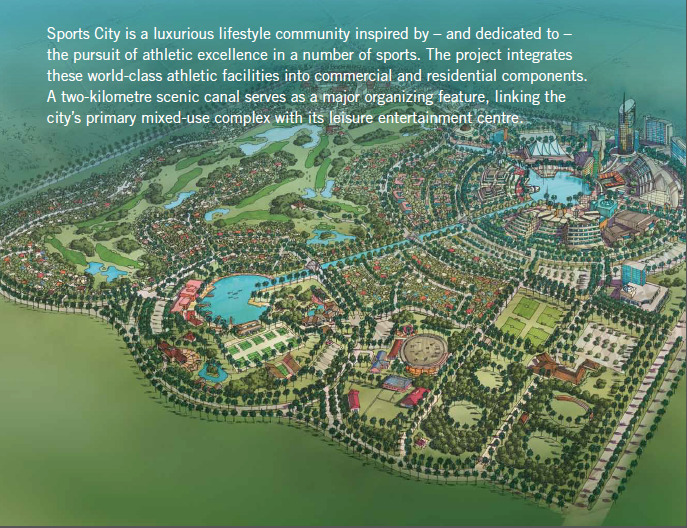 Sports City is a luxurious lifestyle community inspired by – and dedicated to –
the pursuit of athletic excellence in a number of sports. The project integrates
these world-class athletic facilities into commercial and residential components.
A two-kilometre scenic canal serves as a major organizing feature, linking the
city's primary mixed-use complex with its leisure entertainment centre.